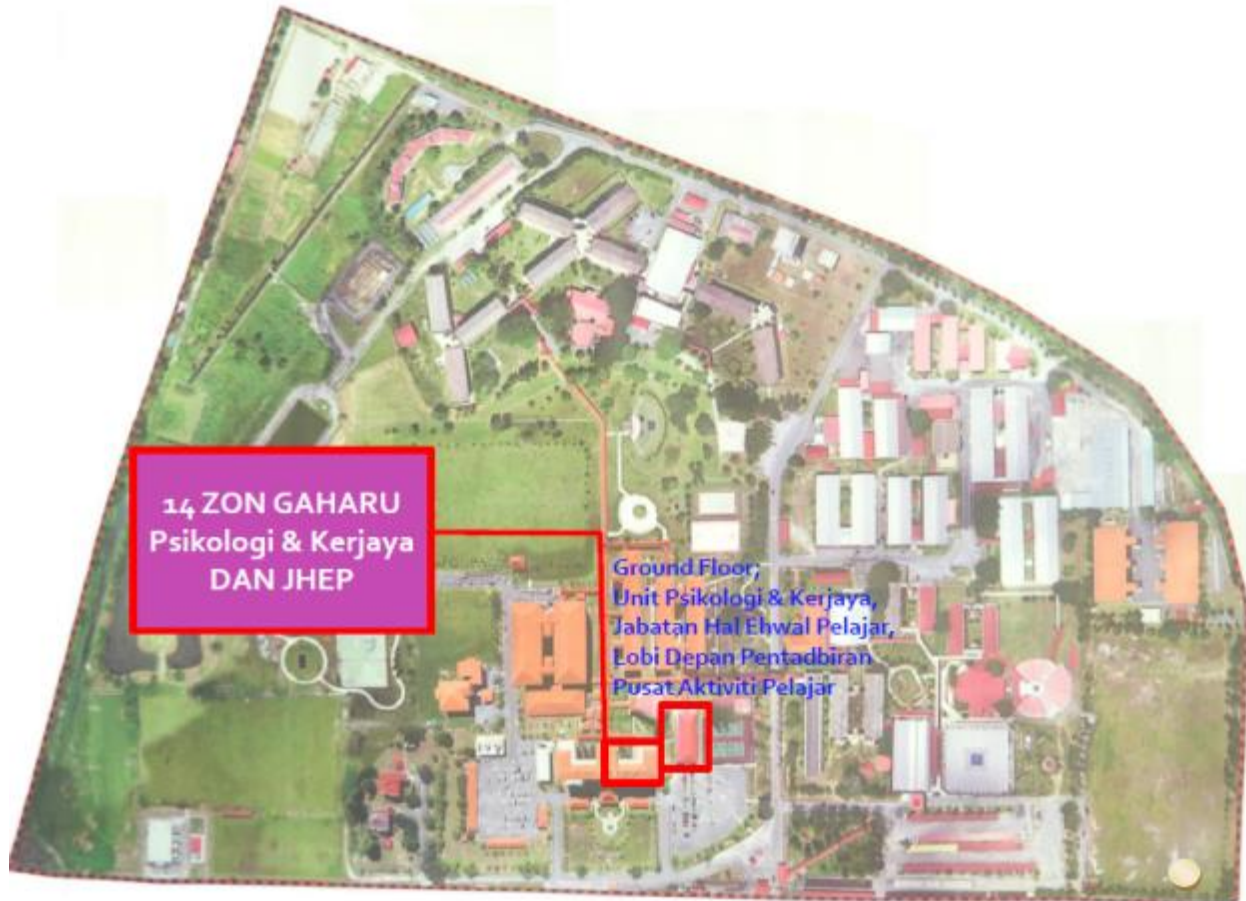 14 ZON GAHARU
Psikologi & Kerjaya
DAN JHEP
Ground Floor;
Unit Psikologi & Kerjaya,
Jabatan Hal Ehwal Pelajar,
Lobi Depan Pentadbiran
Pusat Aktiviti Pelajar